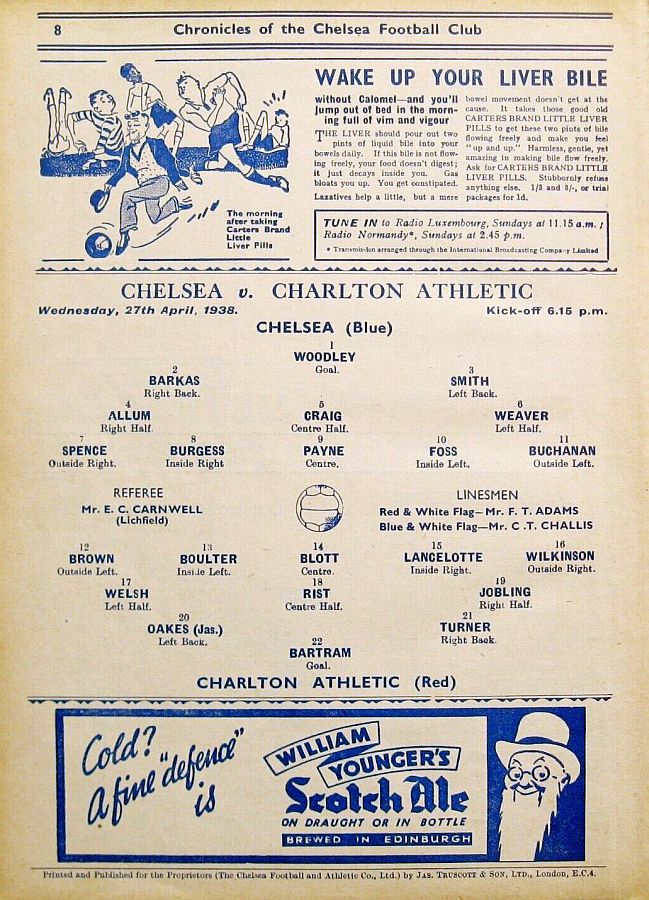 8
Chronicles of the Chelsea Football Club
The morning
after taking
Carters Brand
Little
Liver Pills
WAKE UP YOUR LIVER BILE
without Calomel—and you'll
jump out of bed in the morn-
ing full of vim and vigour
THE LIVER should pour out two
pints of liquid bile into your
bowels daily. If this bile is not flow-
ing freely, your food doesn't digest;
it just decays inside you. Gas
bloats you up. You get constipated.
Laxatives help a little, but a mere
bowel movement doesn't get at the
cause. It takes those good old
CARTERS BRAND LITTLE LIVER
PILLS to get these two pints of bile
flowing freely and make you feel
"up and up." Harmless, gentle, yet
amazing in making bile flow freely.
Ask for CARTERS BRAND LITTLE
LIVER PILLS. Stubbornly refuse
anything else. 1/3 and 3/-, or trial
packages for 1d.
TUNE IN to Radio Luxembourg, Sundays at 11.15 a.m. ;
Radio Normandy*, Sundays at 2.45 p.m.
* Transmission arranged through the International Broadcasting Company Limited
CHELSEA v. CHARLTON ATHLETIC
Wednesday, 27th April, 1938. Kick-off 6.15 p.m.
CHELSEA (Blue)
1
WOODLEY
Goal.
2 3
BARKAS SMITH
Right Back. Left Back.
4 5 6
ALLUM CRAIG WEAVER
Right Half. Centre Half. Left Half.
7 8 9 10 11
SPENCE BURGESS PAYNE FOSS BUCHANAN
Outside Right. Inside Right Centre. Inside Left. Outside Left.
REFEREE
Mr. E. C. CARNWELL
(Lichfield)
LINESMEN
Red & White Flag—Mr. F. T. ADAMS
Blue & White Flag—Mr. C .T. CHALLIS
12 13 14 15 16
BROWN BOULTER BLOTT LANCELOTTE WILKINSON
Outside Left. Inside Left. Centre. Inside Right. Outside Right.
17 18 19
WELSH RIST JOBLING
Left Half. Centre Half. Right Half.
20 21
OAKES (Jas.) TURNER
Left Back. Right Back.
22
BARTRAM
Goal.
CHARLTON ATHLETIC (Red)
Cold?
A fine "defence"
is
WILLIAM
YOUNGER'S
Scotch Ale
ON DRAUGHT OR IN BOTTLE
BREWED IN EDINBURGH
Printed and Published for the Proprietors (The Chelsea Football and Athletic Co., Ltd.) by JAS. TRUSCOTT & SON, LTD., London, E.C.4.